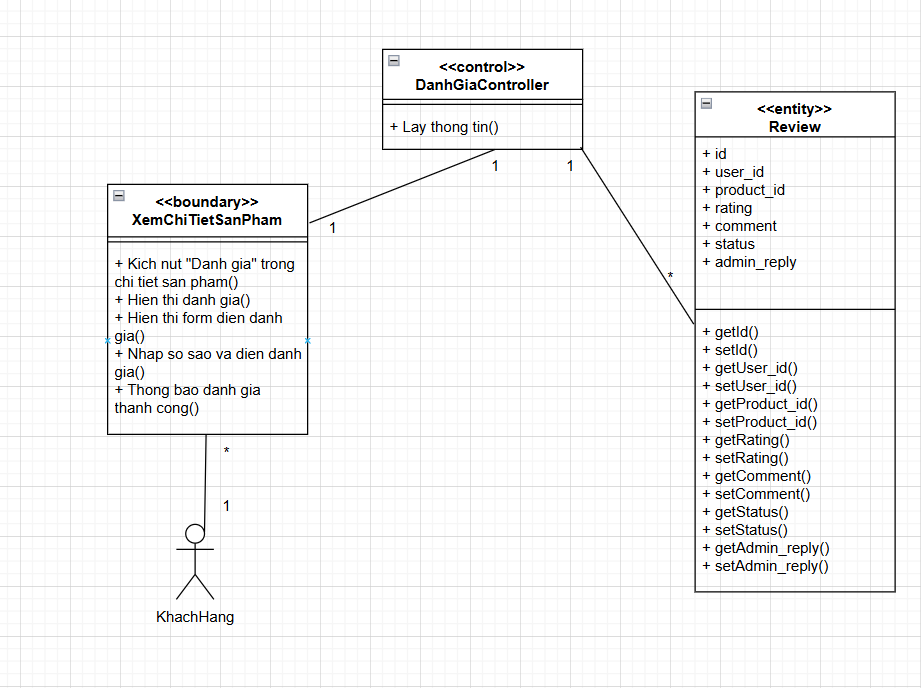 <<control>>
DanhGiaController
+ Lay thong tin()
1
1
<<boundary>>
XemChiTietSanPham
+ Kich nut "Danh gia" trong
chi tiet san pham()
+ Hien thi danh gia()
+ Hien thi form dien danh
gia()
+ Nhap so sao va dien danh
gia()
+ Thong bao danh gia
thanh cong()
1
*
1
KhachHang
*
<<entity>>
Review
+ id
+ user_id
+ product_id
+ rating
+ comment
+ status
+ admin_reply
+ getId()
+ setId()
+ getUser_id()
+ setUser_id()
+ getProduct_id()
+ setProduct_id()
+ getRating()
+ setRating()
+ getComment()
+ setComment()
+ getStatus()
+ setStatus()
+ getAdmin_reply()
+ setAdmin_reply()